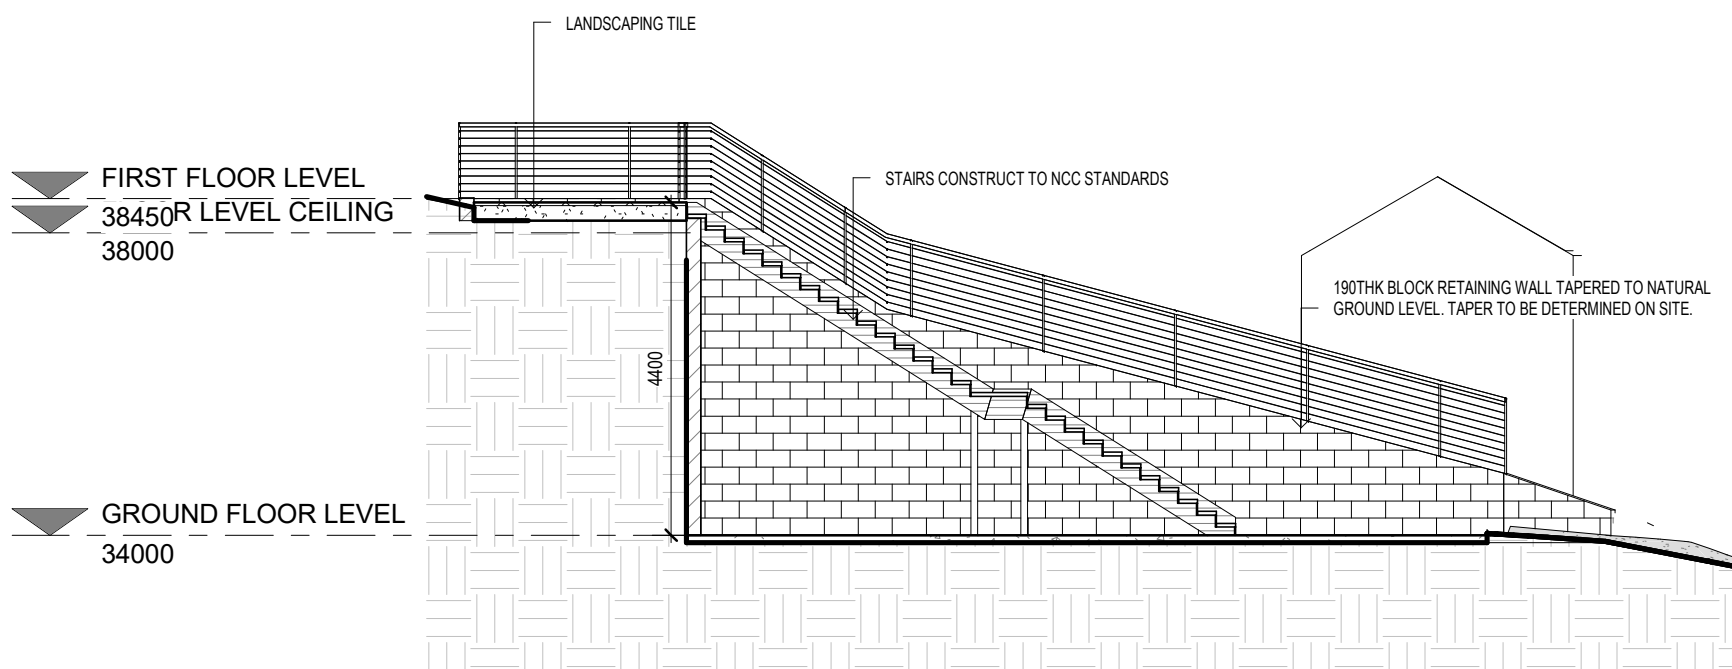 LANDSCAPING TILE
STAIRS CONSTRUCT TO NCC STANDARDS
FIRST FLOOR LEVEL
38450
R LEVEL CEILING
38000
190THK BLOCK RETAINING WALL TAPERED TO NATURAL
GROUND LEVEL. TAPER TO BE DETERMINED ON SITE.
4400
GROUND FLOOR LEVEL
34000